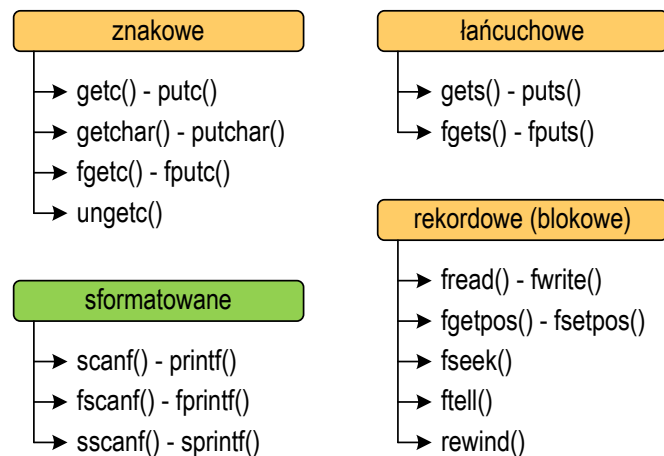 znakowe
getc() - putc()
getchar() - putchar()
fgetc() - fputc()
ungetc()
sformatowane
scanf() - printf()
fscanf() - fprintf()
sscanf() - sprintf()
łańcuchowe
gets() - puts()
fgets() - fputs()
rekordowe (blokowe)
fread() - fwrite()
fgetpos() - fsetpos()
fseek()
ftell()
rewind()